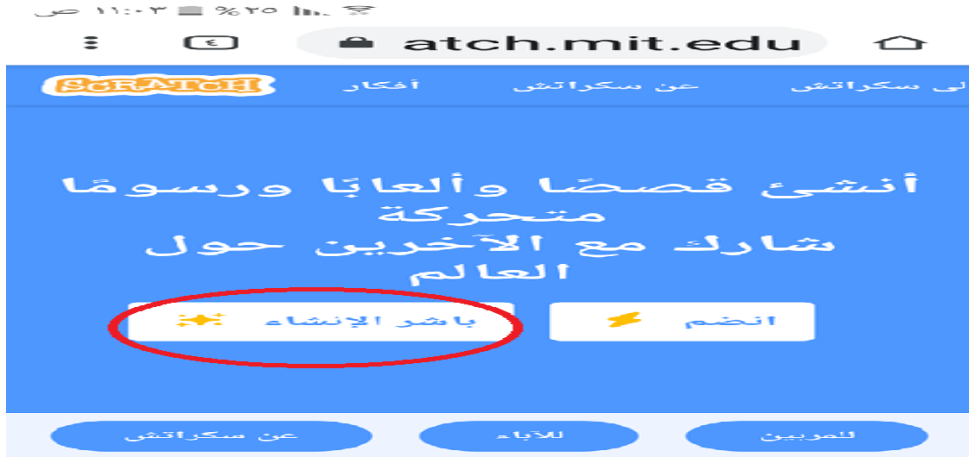 ١١:٠٣ ص ٢٥%
٤ atch.mit.edu
لى سكراتش عن سكراتش أفكار SCRATCH
أنشئ قصصًا وألعابًا ورسومًا
متحركة
شارك مع الآخرين حول
العالم
انضم باشر الإنشاء
للمربين للآباء عن سكراتش